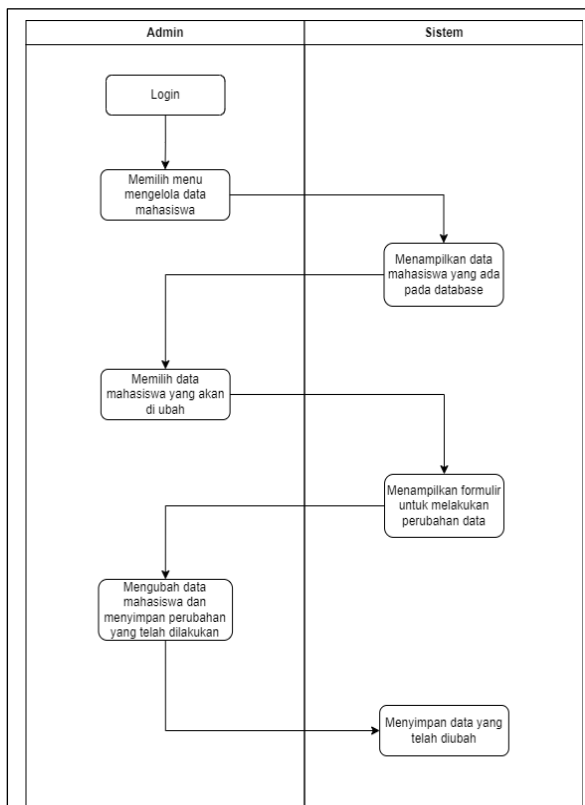 Admin
Sistem
Login
Memilih menu
mengelola data
mahasiswa
Menampilkan data
mahasiswa yang ada
pada database
Memilih data
mahasiswa yang akan
di ubah
Menampilkan formulir
untuk melakukan
perubahan data
Mengubah data
mahasiswa dan
menyimpan perubahan
yang telah dilakukan
Menyimpan data yang
telah diubah